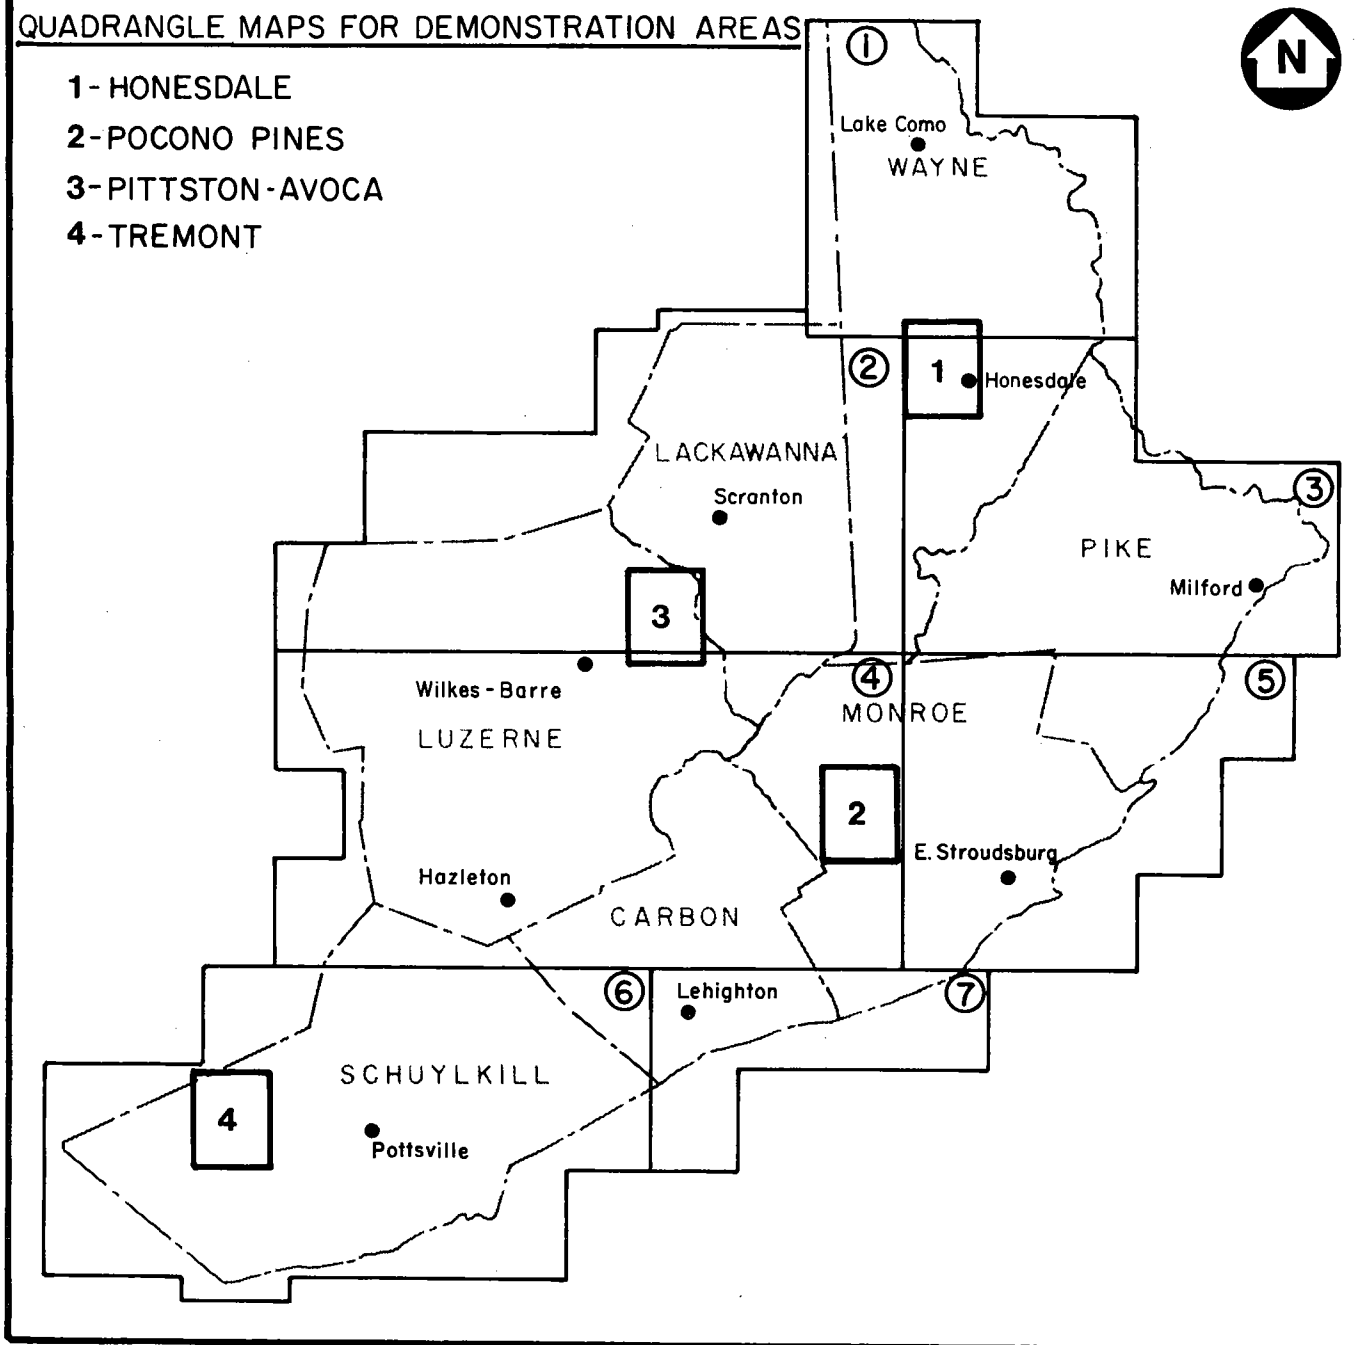 QUADRANGLE MAPS FOR DEMONSTRATION AREAS
1- HONESDALE
2- POCONO PINES
3- PITTSTON-AVOCA
4- TREMONT
N
1
Lake Como
WAYNE
2
1
Honesdale
LACKAWANNA
Scranton
3
PIKE
Milford
3
Wilkes-Barre
4
5
MONROE
LUZERNE
2
E. Stroudsburg
Hazleton
CARBON
6
Lehighton
7
SCHUYLKILL
4
Pottsville